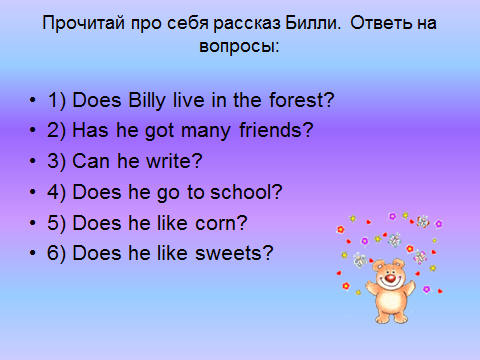 Прочитай про себя рассказ Билли. Ответь на
вопросы:
• 1) Does Billy live in the forest?
• 2) Has he got many friends?
• 3) Can he write?
• 4) Does he go to school?
• 5) Does he like corn?
• 6) Does he like sweets?